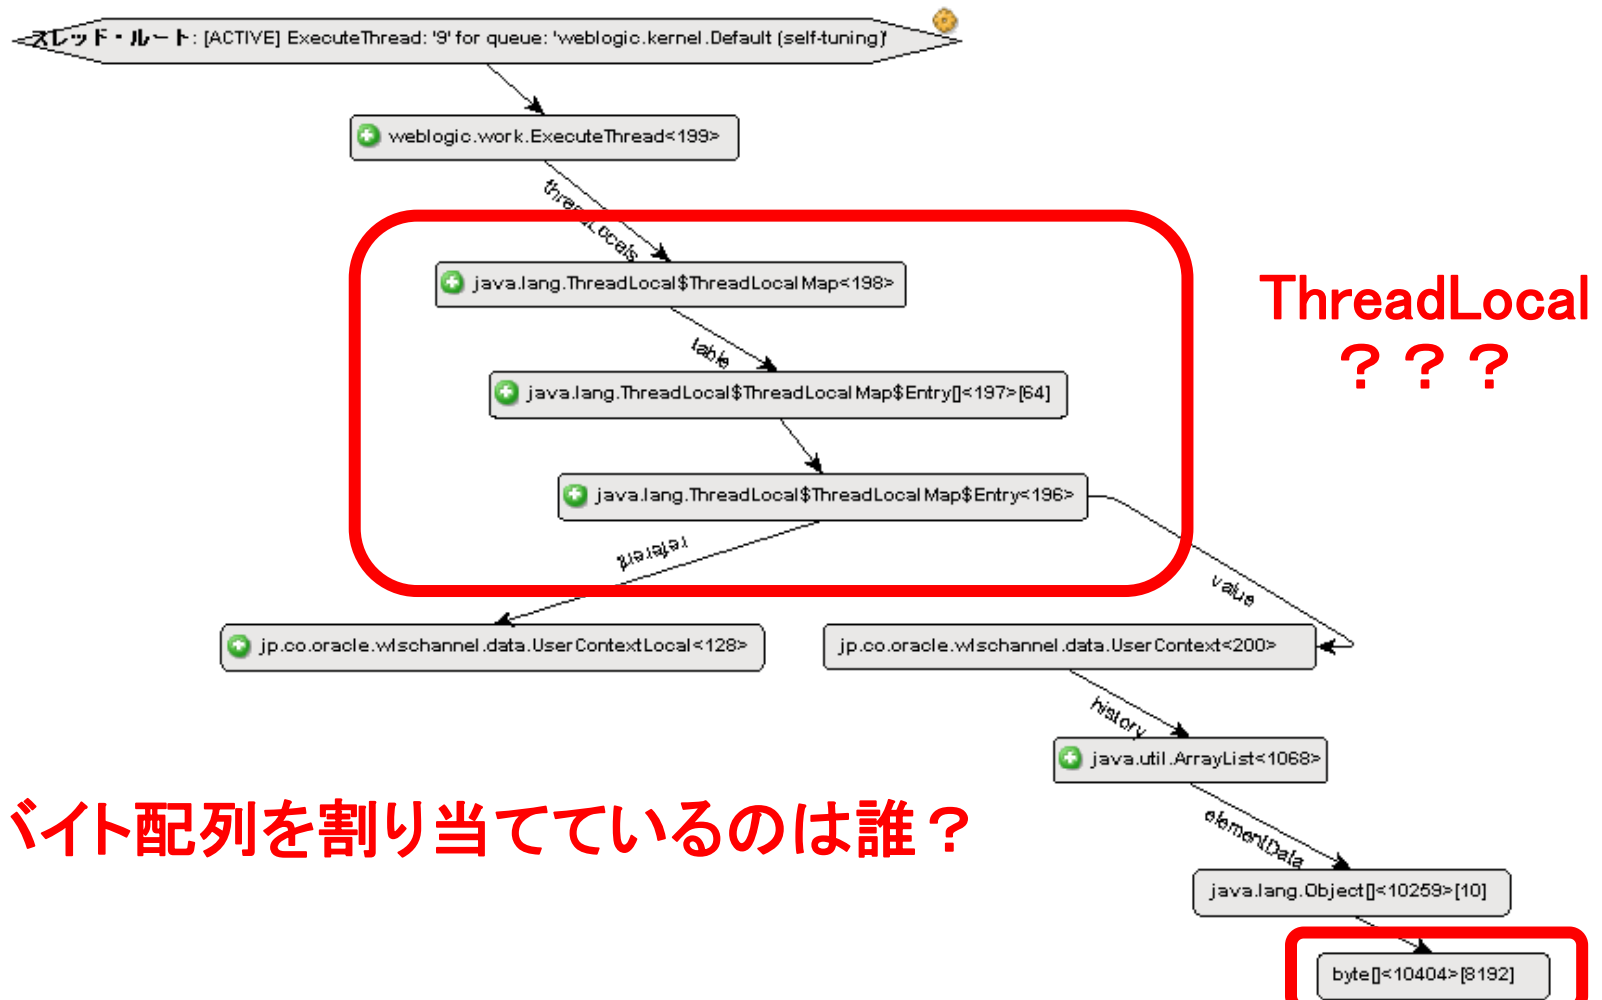 スレッド・ルート: [ACTIVE] ExecuteThread: '9' for queue: 'weblogic.kernel.Default (self-tuning)'
weblogic.work.ExecuteThread<199>
threadLocals
java.lang.ThreadLocal$ThreadLocalMap<198>
ThreadLocal
？？？
table
java.lang.ThreadLocal$ThreadLocalMap$Entry[]<197>[64]
java.lang.ThreadLocal$ThreadLocalMap$Entry<196>
referent
value
jp.co.oracle.wlschannel.data.UserContextLocal<128>
jp.co.oracle.wlschannel.data.UserContext<200>
history
java.util.ArrayList<1068>
バイト配列を割り当てているのは誰？
elementData
java.lang.Object[]<10259>[10]
byte[]<10404>[8192]